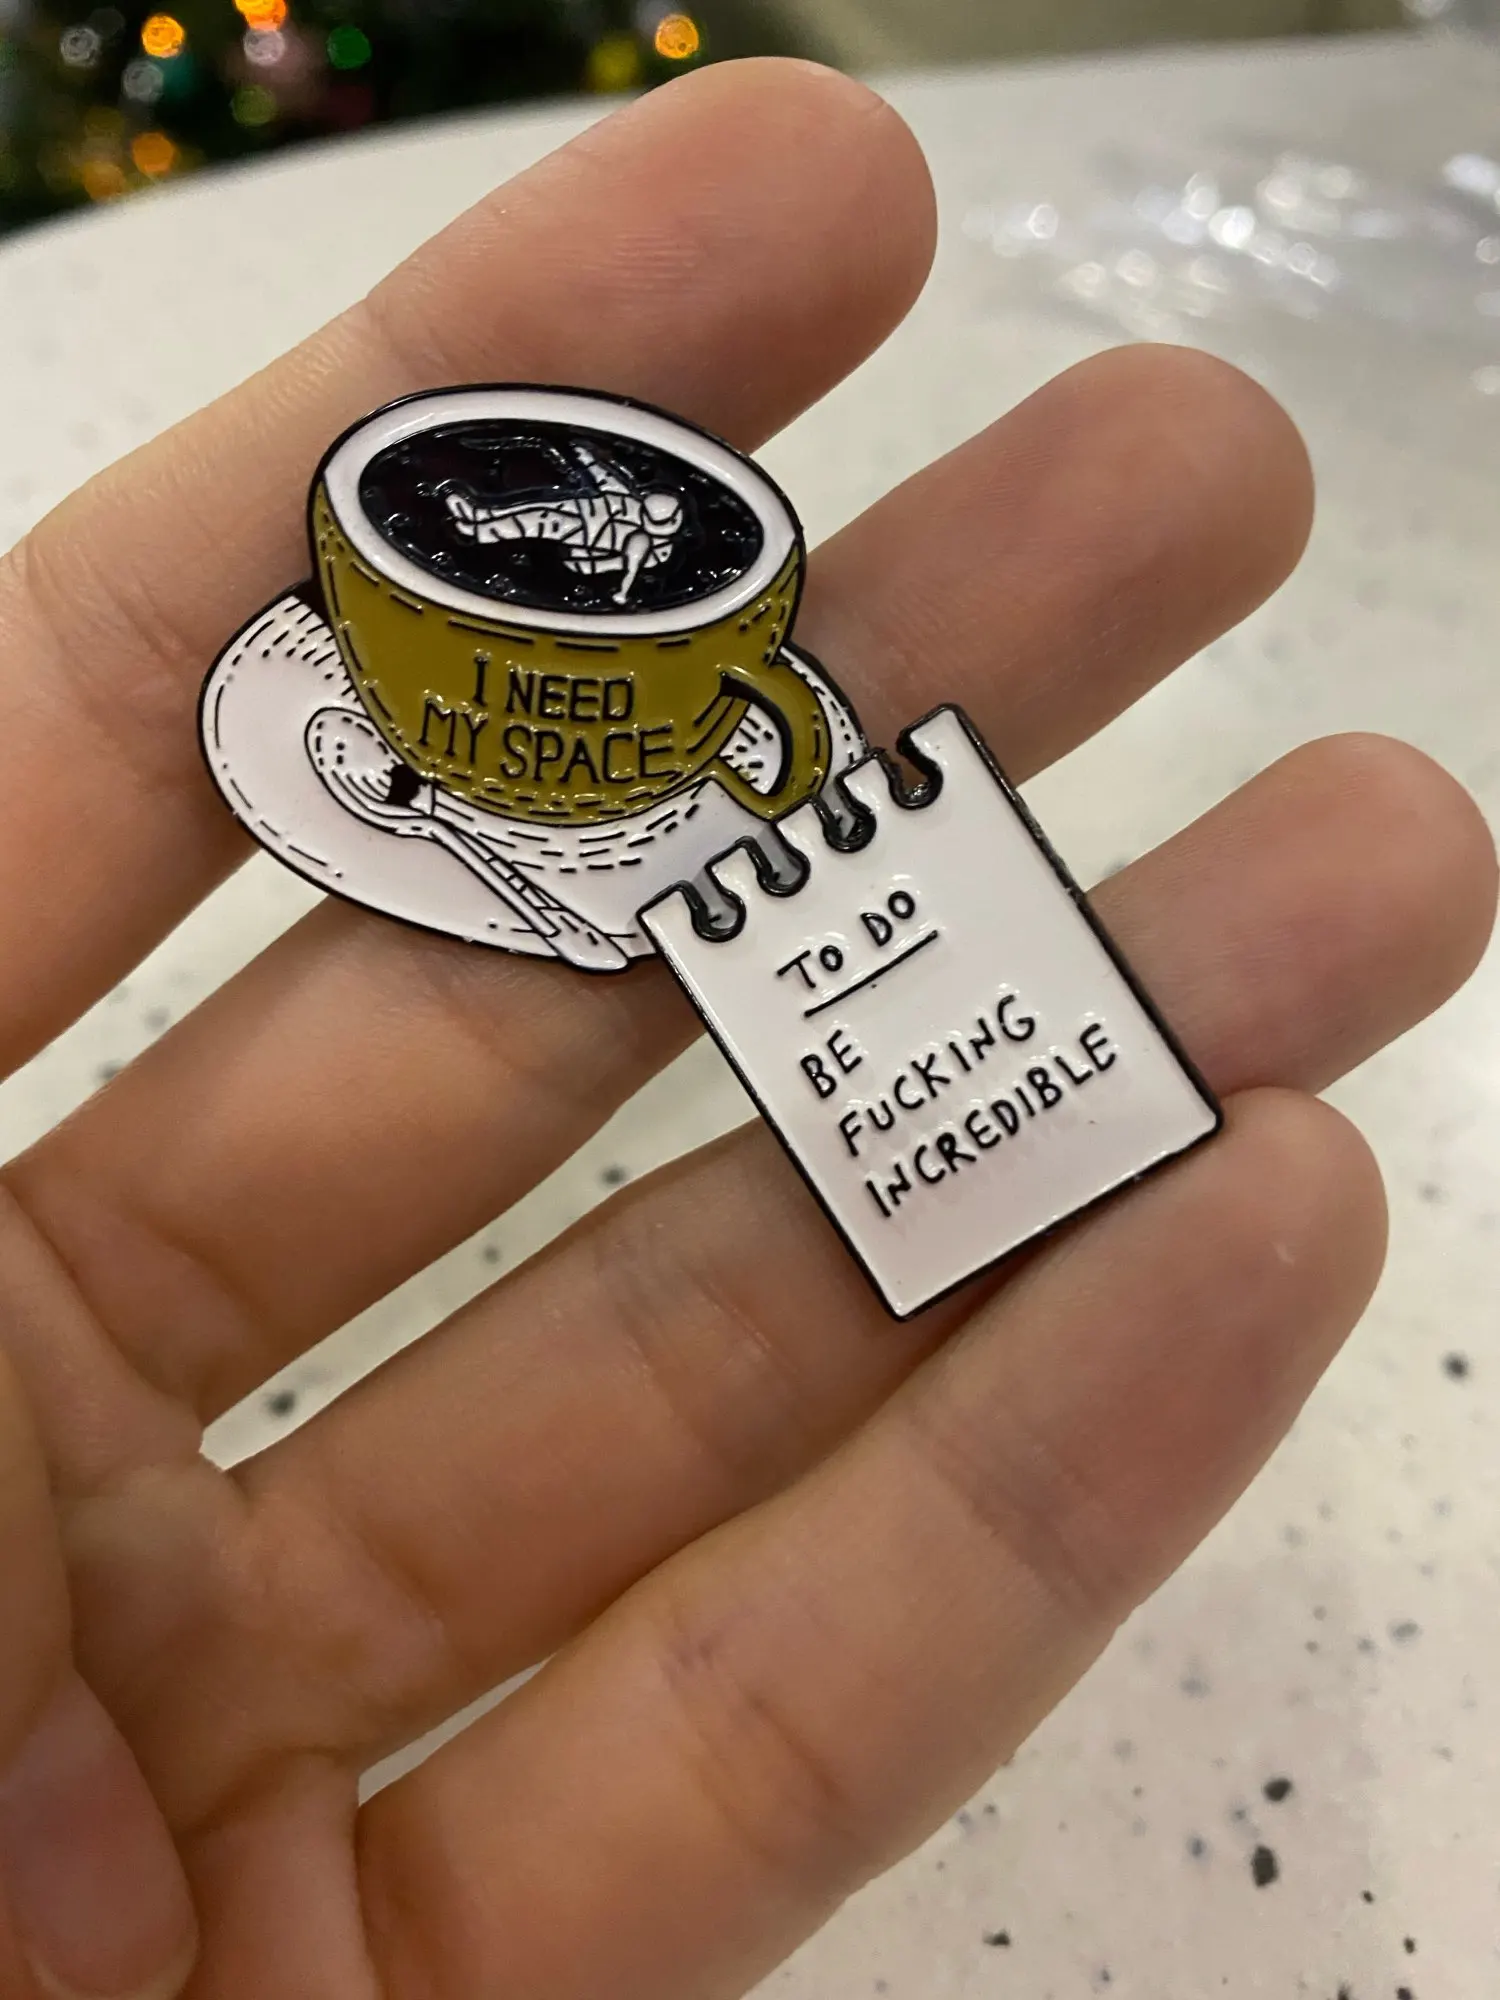 I NEED
MY SPACE
TO DO
BE
FUCKING
INCREDIBLE